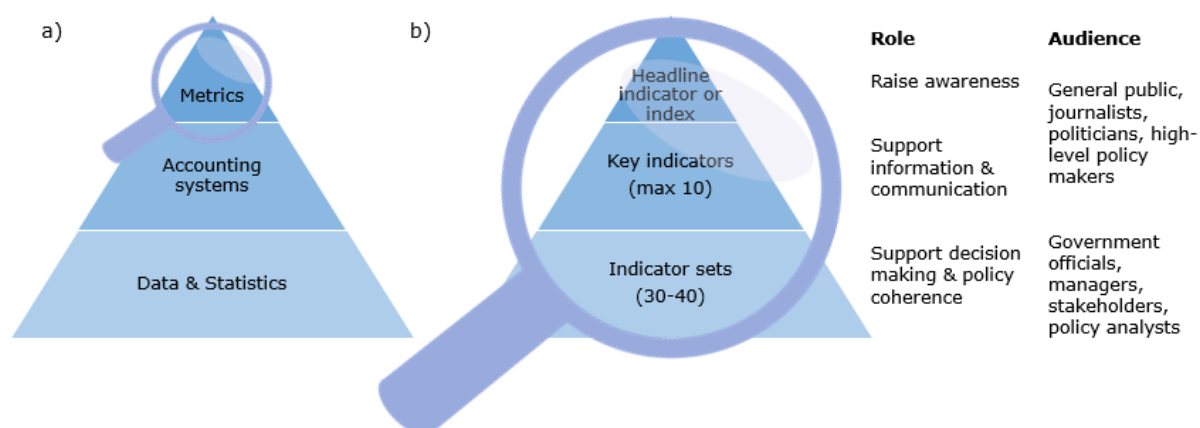 a)
Metrics
Accounting
systems
Data & Statistics
b)
Headline
indicator or
index
Key indicators
(max 10)
Indicator sets
(30-40)
Role
Raise awareness
Support
information &
communication
Support decision
making & policy
coherence
Audience
General public,
journalists,
politicians, high-
level policy
makers
Government
officials,
managers,
stakeholders,
policy analysts